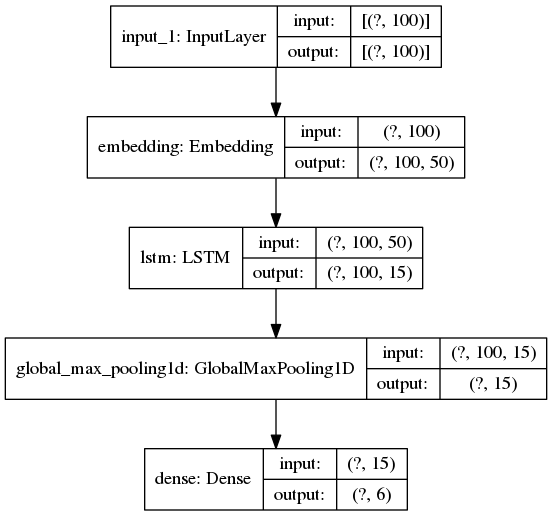 input_1: InputLayer
input: [(?, 100)]
output: [(?, 100)]
embedding: Embedding
input: (?, 100)
output: (?, 100, 50)
lstm: LSTM
input: (?, 100, 50)
output: (?, 100, 15)
global_max_pooling1d: GlobalMaxPooling1D
input: (?, 100, 15)
output: (?, 15)
dense: Dense
input: (?, 15)
output: (?, 6)